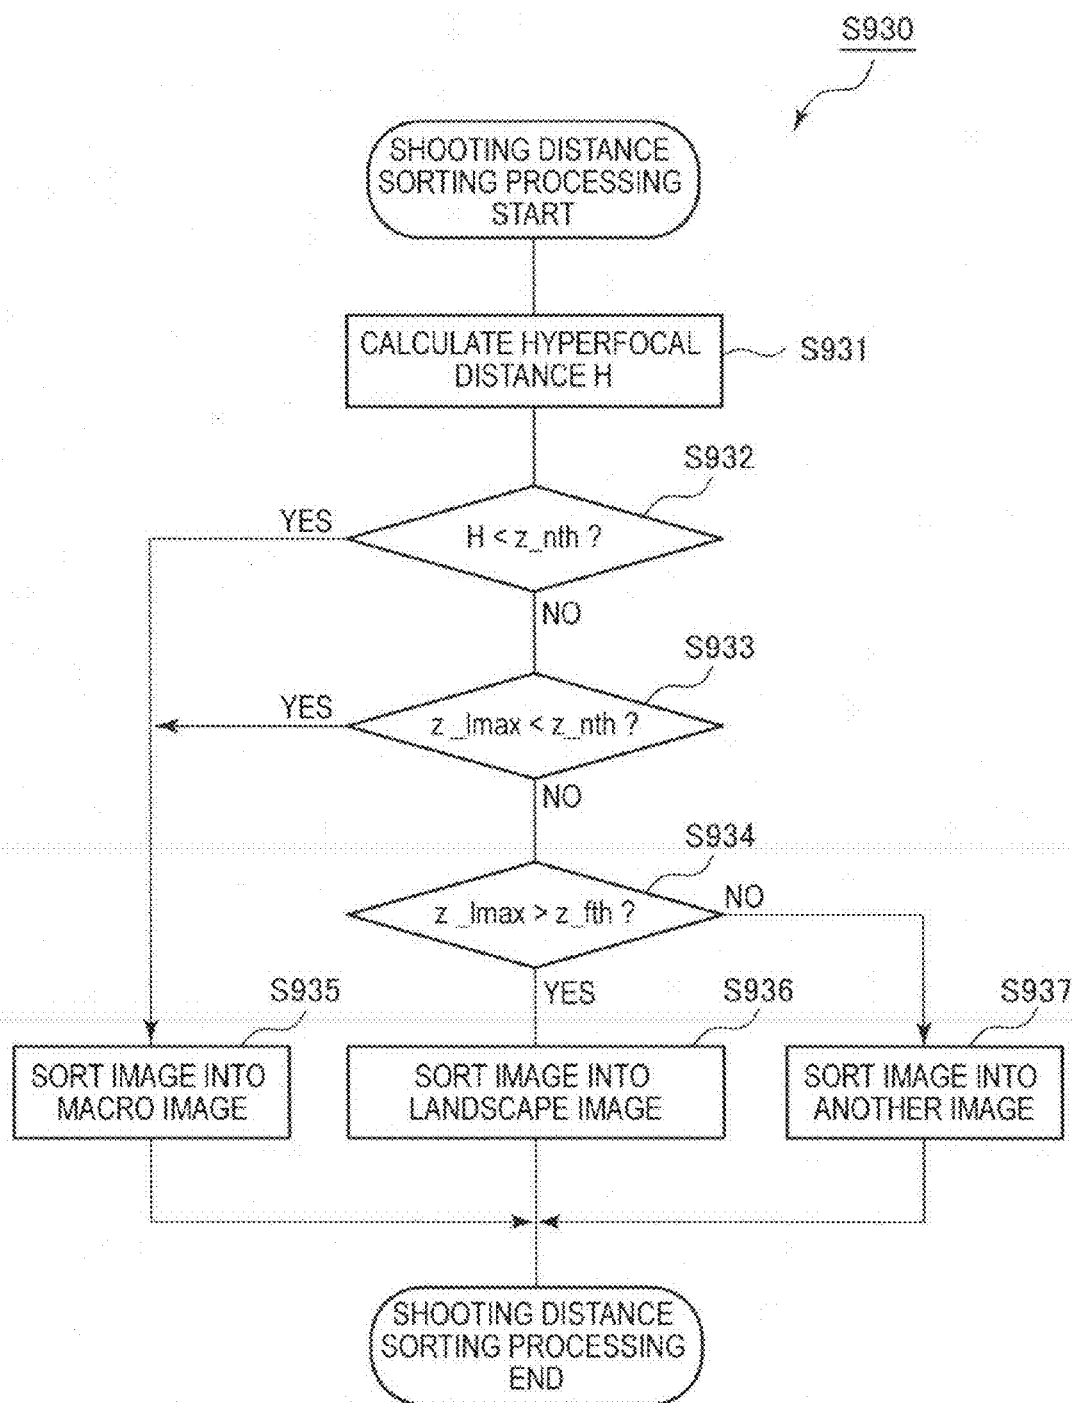 S930
SHOOTING DISTANCE
SORTING PROCESSING
START
CALCULATE HYPERFOCAL
DISTANCE H
S931
S932
YES
H < z_nth ?
NO
S933
YES
z _Imax < z_nth ?
NO
S934
z _Imax > z_fth ?
NO
YES
S935
S936
S937
SORT IMAGE INTO
MACRO IMAGE
SORT IMAGE INTO
LANDSCAPE IMAGE
SORT IMAGE INTO
ANOTHER IMAGE
SHOOTING DISTANCE
SORTING PROCESSING
END